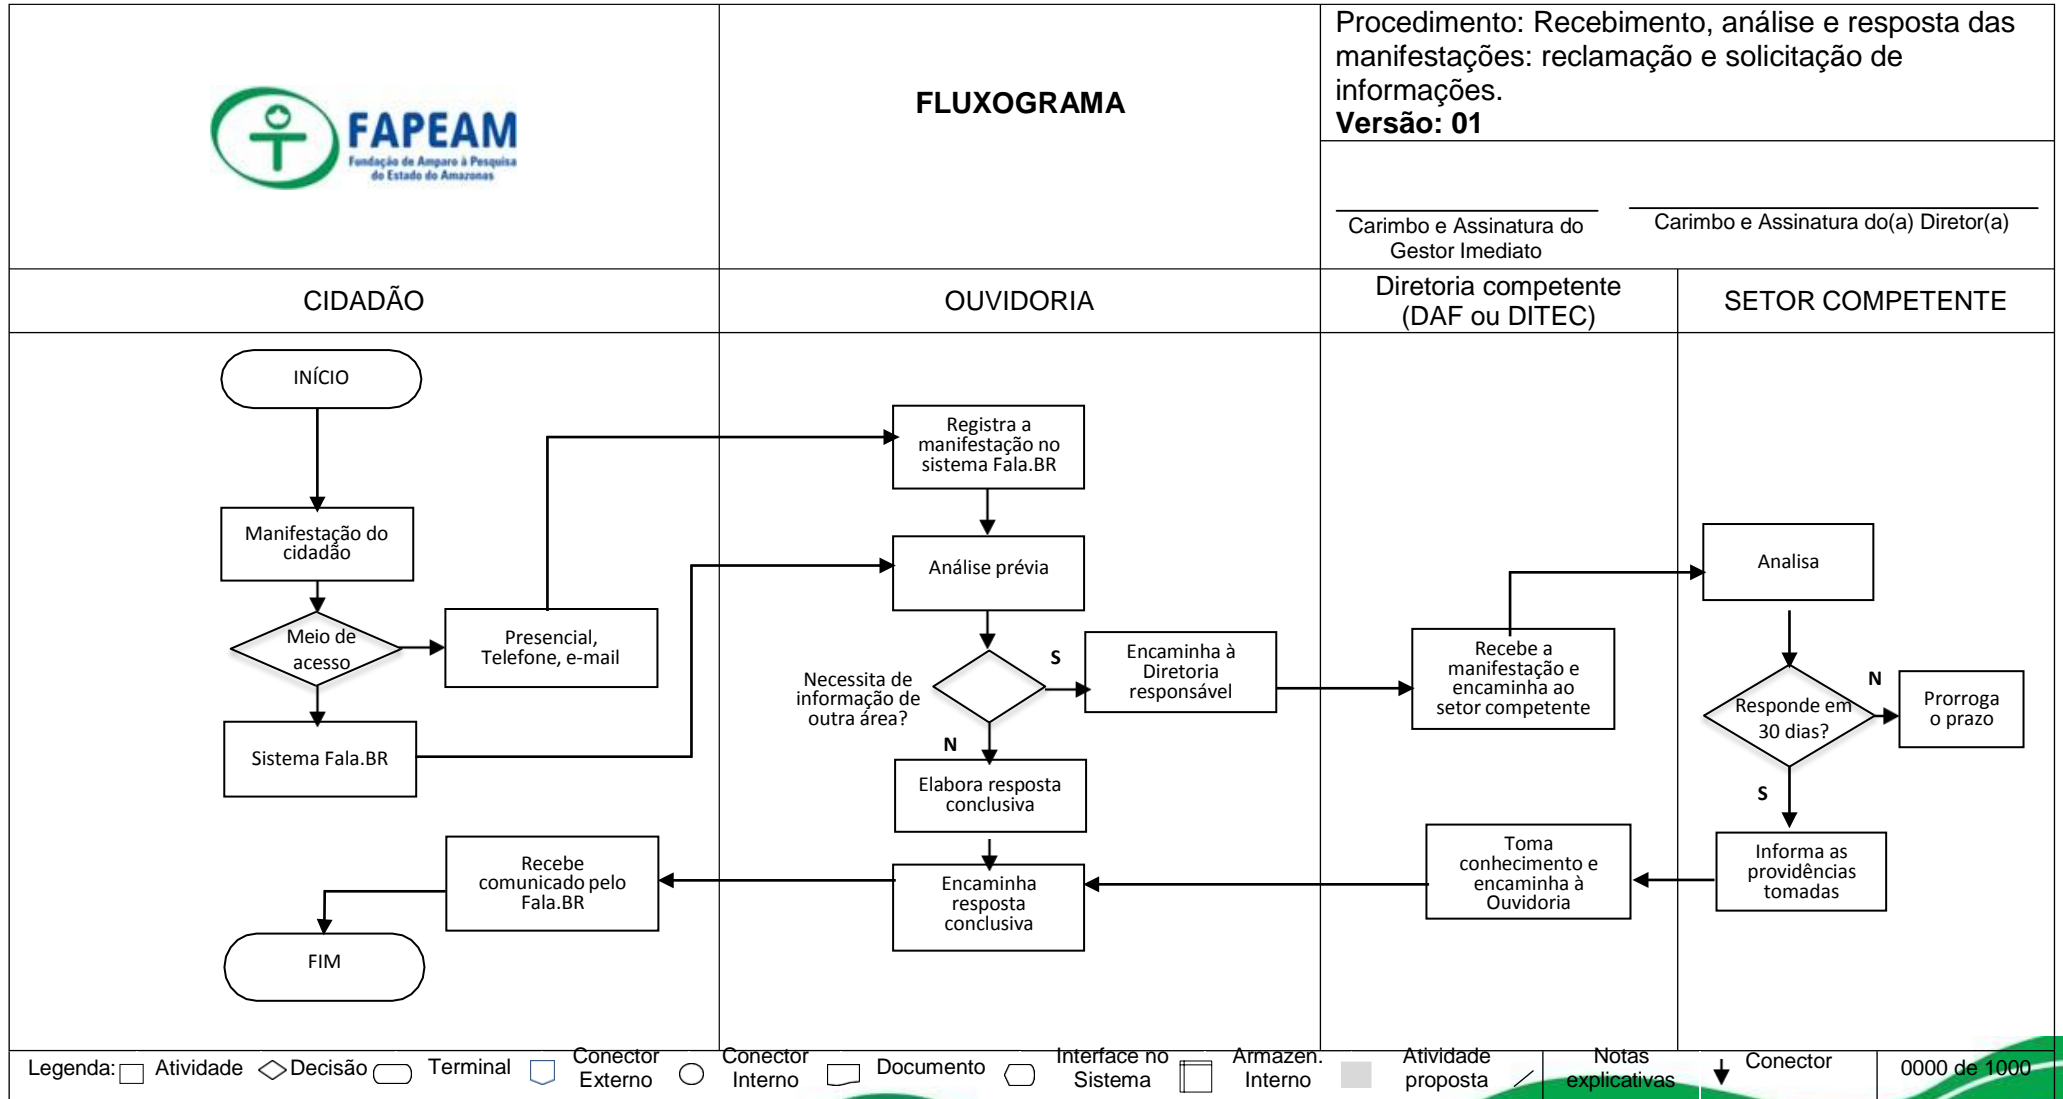 FAPEAM
Fundação de Amparo à Pesquisa
do Estado do Amazonas
FLUXOGRAMA
Procedimento: Recebimento, análise e resposta das
manifestações: reclamação e solicitação de
informações.
Versão: 01
Carimbo e Assinatura do
Gestor Imediato
Carimbo e Assinatura do(a) Diretor(a)
CIDADÃO
OUVIDORIA
Diretoria competente
(DAF ou DITEC)
SETOR COMPETENTE
INÍCIO
Manifestação do
cidadão
Meio de
acesso
Presencial,
Telefone, e-mail
Sistema Fala.BR
Recebe
comunicado pelo
Fala.BR
FIM
Registra a
manifestação no
sistema Fala.BR
Análise prévia
Necessita de
informação de
outra área?
S
N
Encaminha à
Diretoria
responsável
Elabora resposta
conclusiva
Encaminha
resposta
conclusiva
Recebe a
manifestação e
encaminha ao
setor competente
Toma
conhecimento e
encaminha à
Ouvidoria
Analisa
Responde em
30 dias?
N
Prorroga
o prazo
S
Informa as
providências
tomadas
Legenda:
Atividade
Decisão
Terminal
Conector
Externo
Conector
Interno
Documento
Interface no
Sistema
Armazen.
Interno
Atividade
proposta
Notas
explicativas
Conector
0000 de 1000